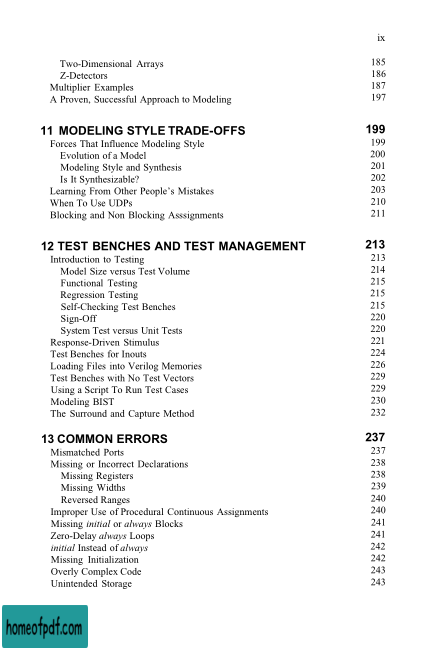 ix
Two-Dimensional Arrays 185
Z-Detectors 186
Multiplier Examples 187
A Proven, Successful Approach to Modeling 197
11 MODELING STYLE TRADE-OFFS 199
Forces That Influence Modeling Style 199
Evolution of a Model 200
Modeling Style and Synthesis 201
Is It Synthesizable? 202
Learning From Other People's Mistakes 203
When To Use UDPs 210
Blocking and Non Blocking Asssignments 211
12 TEST BENCHES AND TEST MANAGEMENT 213
Introduction to Testing 213
Model Size versus Test Volume 214
Functional Testing 215
Regression Testing 215
Self-Checking Test Benches 215
Sign-Off 220
System Test versus Unit Tests 220
Response-Driven Stimulus 221
Test Benches for Inouts 224
Loading Files into Verilog Memories 226
Test Benches with No Test Vectors 229
Using a Script To Run Test Cases 229
Modeling BIST 230
The Surround and Capture Method 232
13 COMMON ERRORS 237
Mismatched Ports 237
Missing or Incorrect Declarations 238
Missing Registers 238
Missing Widths 239
Reversed Ranges 240
Improper Use of Procedural Continuous Assignments 240
Missing initial or always Blocks 241
Zero-Delay always Loops 241
initial Instead of always 242
Missing Initialization 242
Overly Complex Code 243
Unintended Storage 243
homeofpdf.com